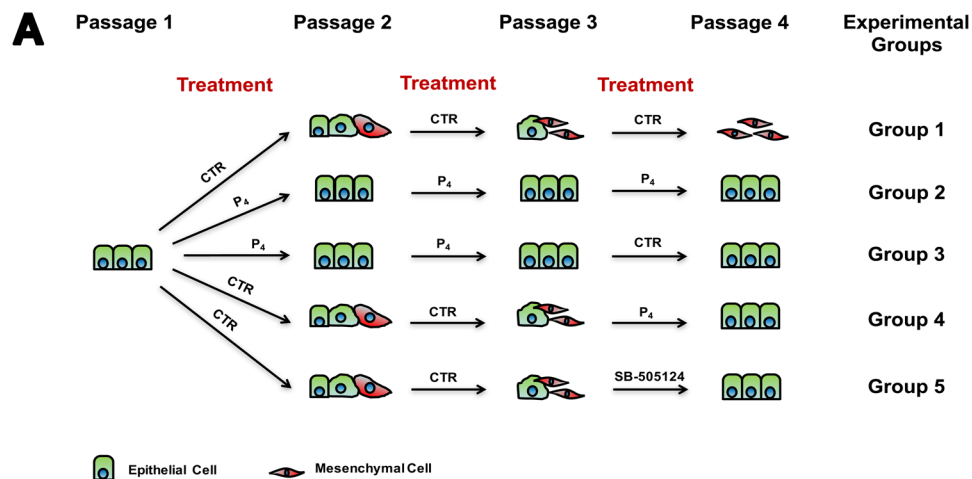 A
Passage 1 Passage 2 Passage 3 Passage 4 Experimental
Groups
Treatment Treatment Treatment
CTR CTR CTR Group 1
P4 P4 P4 Group 2
P4 P4 CTR Group 3
CTR CTR P4 Group 4
CTR CTR SB-505124 Group 5
Epithelial Cell Mesenchymal Cell